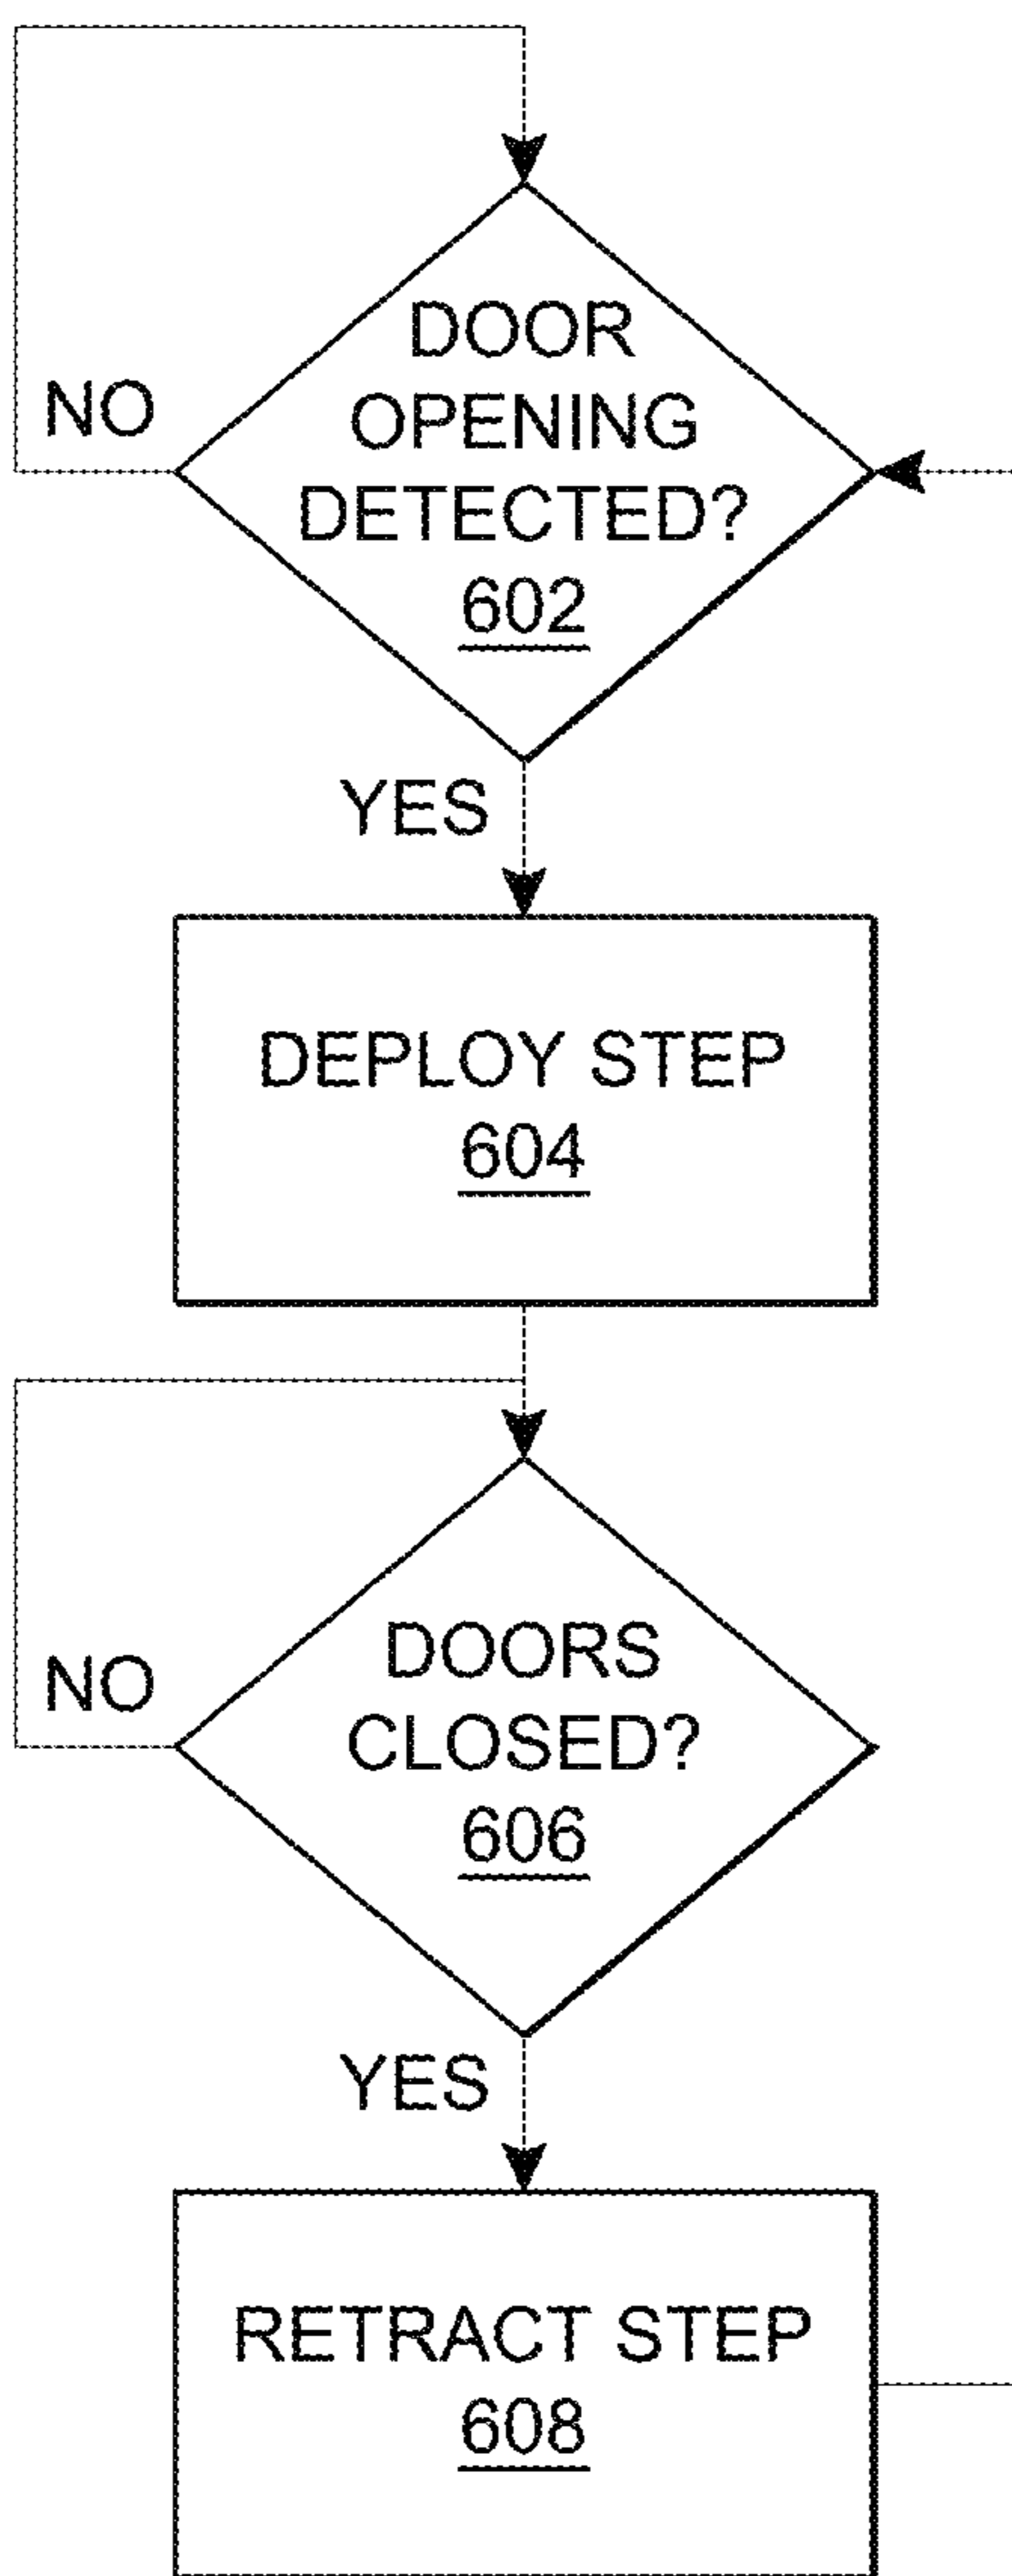 DOOR
OPENING
DETECTED?
602
NO
YES
DEPLOY STEP
604
DOORS
CLOSED?
606
NO
YES
RETRACT STEP
608